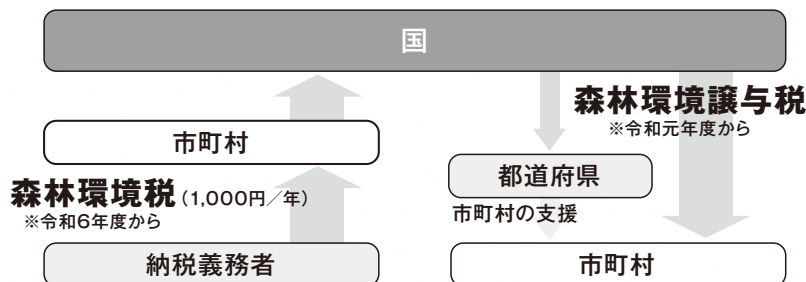 国
市町村
森林環境税(1,000円/年)
※令和6年度から
納税義務者
森林環境譲与税
※令和元年度から
都道府県
市町村の支援
市町村